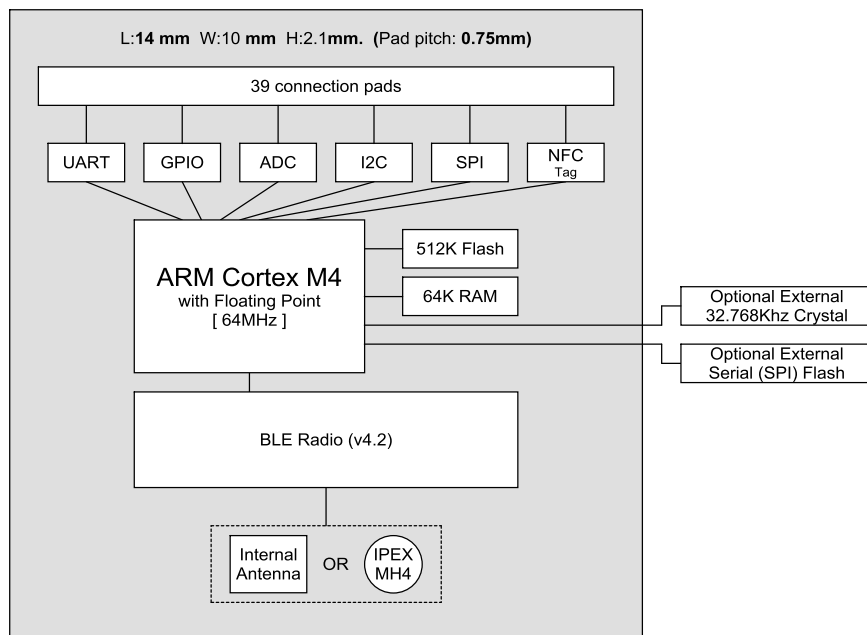 L:14 mm W:10 mm H:2.1mm. (Pad pitch: 0.75mm)
39 connection pads
UART
GPIO
ADC
I2C
SPI
NFC
Tag
ARM Cortex M4
with Floating Point
[ 64MHz ]
512K Flash
64K RAM
Optional External
32.768Khz Crystal
Optional External
Serial (SPI) Flash
BLE Radio (v4.2)
Internal
Antenna
OR
IPEX
MH4